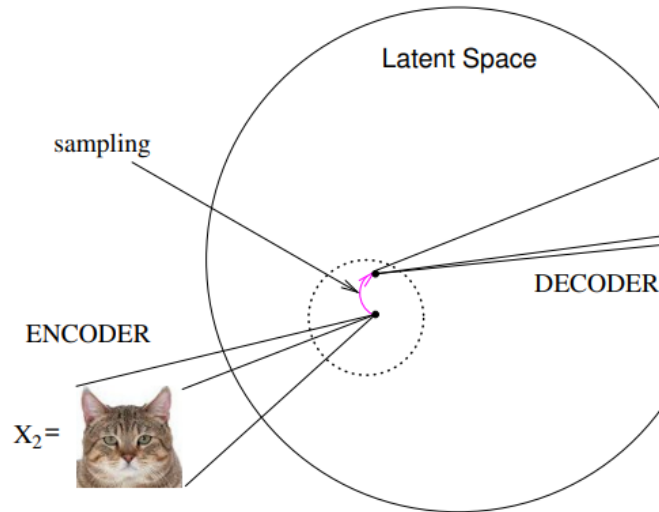 Latent Space
sampling
DECODER
ENCODER
X₂=